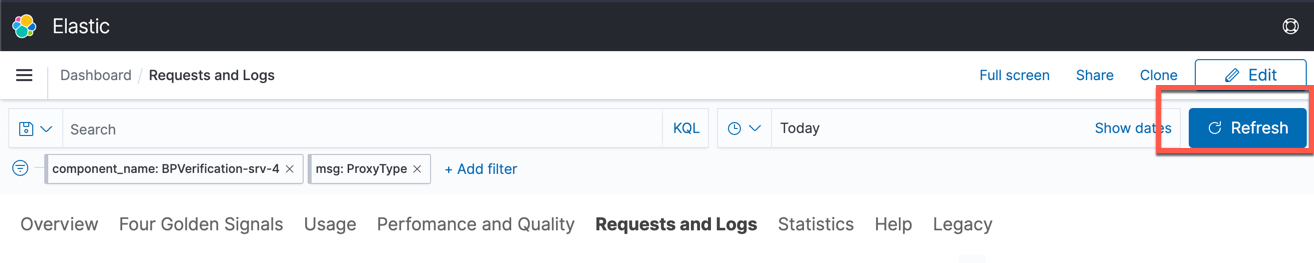 Elastic
Dashboard / Requests and Logs Full screen Share Clone Edit
Search KQL Today Show dates Refresh
component_name: BPVerification-srv-4 × msg: ProxyType × + Add filter
Overview Four Golden Signals Usage Perfomance and Quality Requests and Logs Statistics Help Legacy